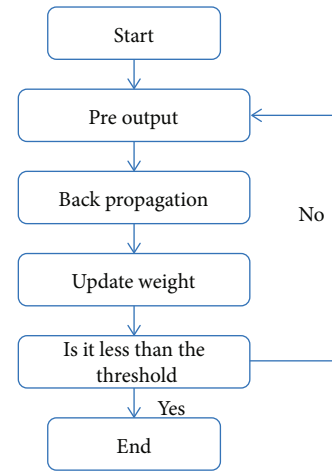 Start
Pre output
Back propagation
No
Update weight
Is it less than the
threshold
Yes
End